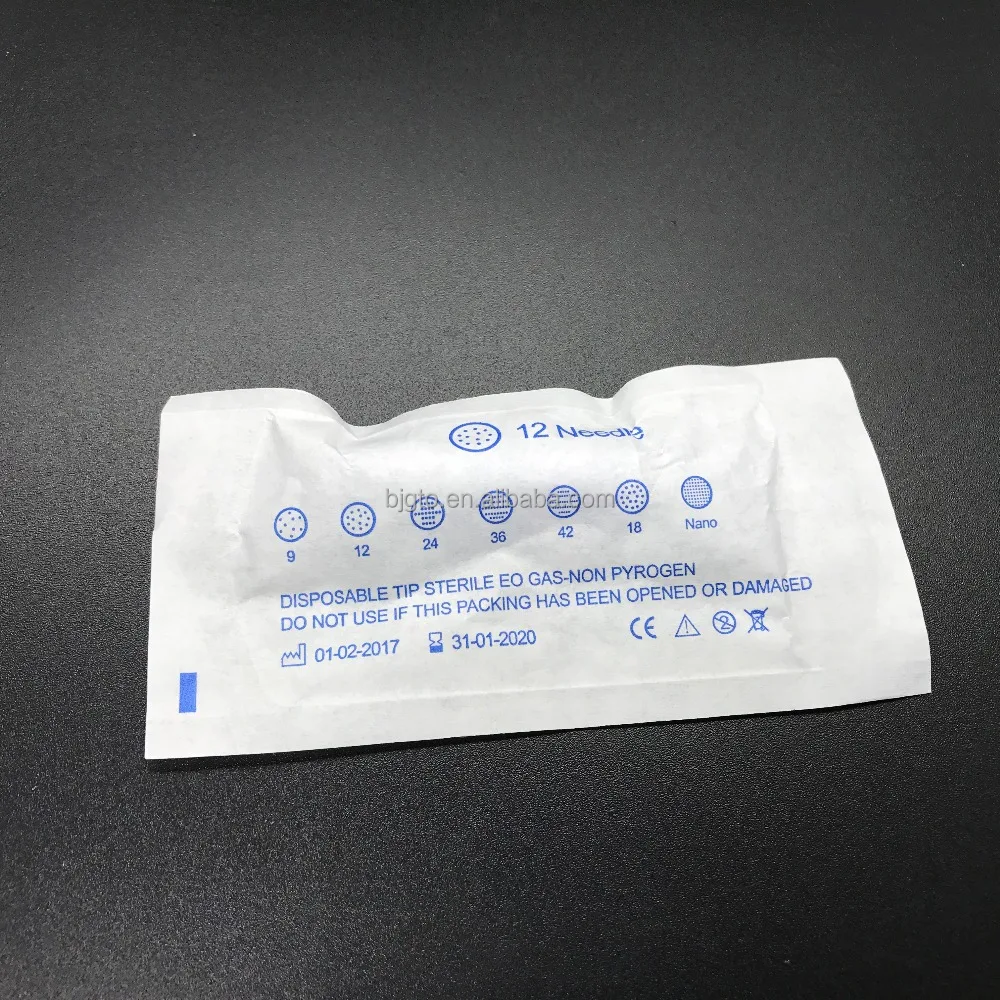 12 Needle
bjgto.en.alibaba.com
9 12 24 36 42 18 Nano
DISPOSABLE TIP STERILE EO GAS-NON PYROGEN
DO NOT USE IF THIS PACKING HAS BEEN OPENED OR DAMAGED
01-02-2017 31-01-2020 CE